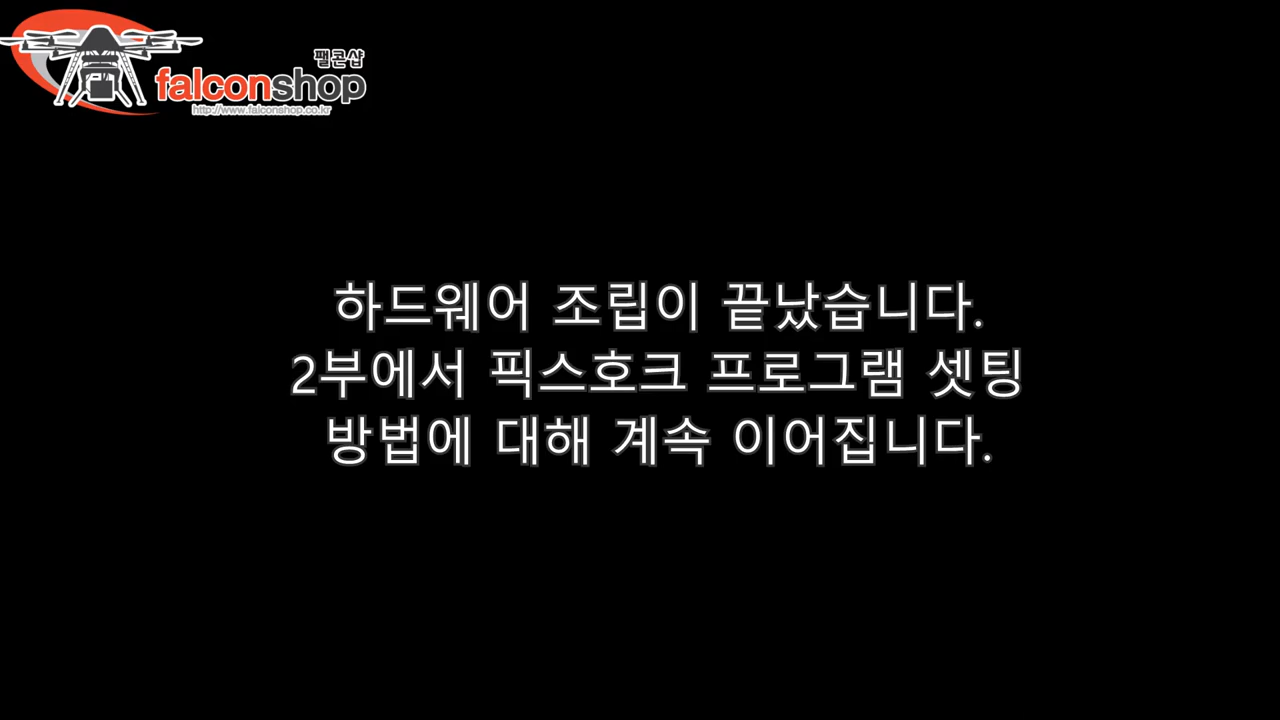 팰콘샵
falconshop
http://www.falconshop.co.kr
하드웨어 조립이 끝났습니다.
2부에서 픽스호크 프로그램 셋팅
방법에 대해 계속 이어집니다.